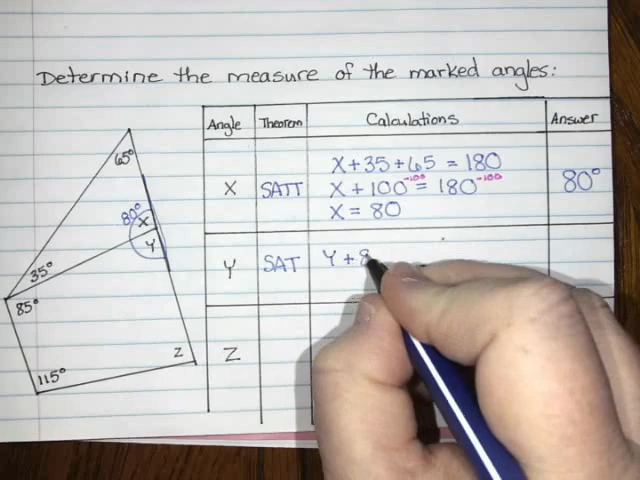 Determine the measure of the marked angles:
Angle Theorem Calculations Answer
X SATT X + 35 + 65 = 180
X + 100 -100 = 180 -100
X = 80
80°
Y SAT Y + 8
Z
65°
80°
X
Y
35°
85°
115°
Z